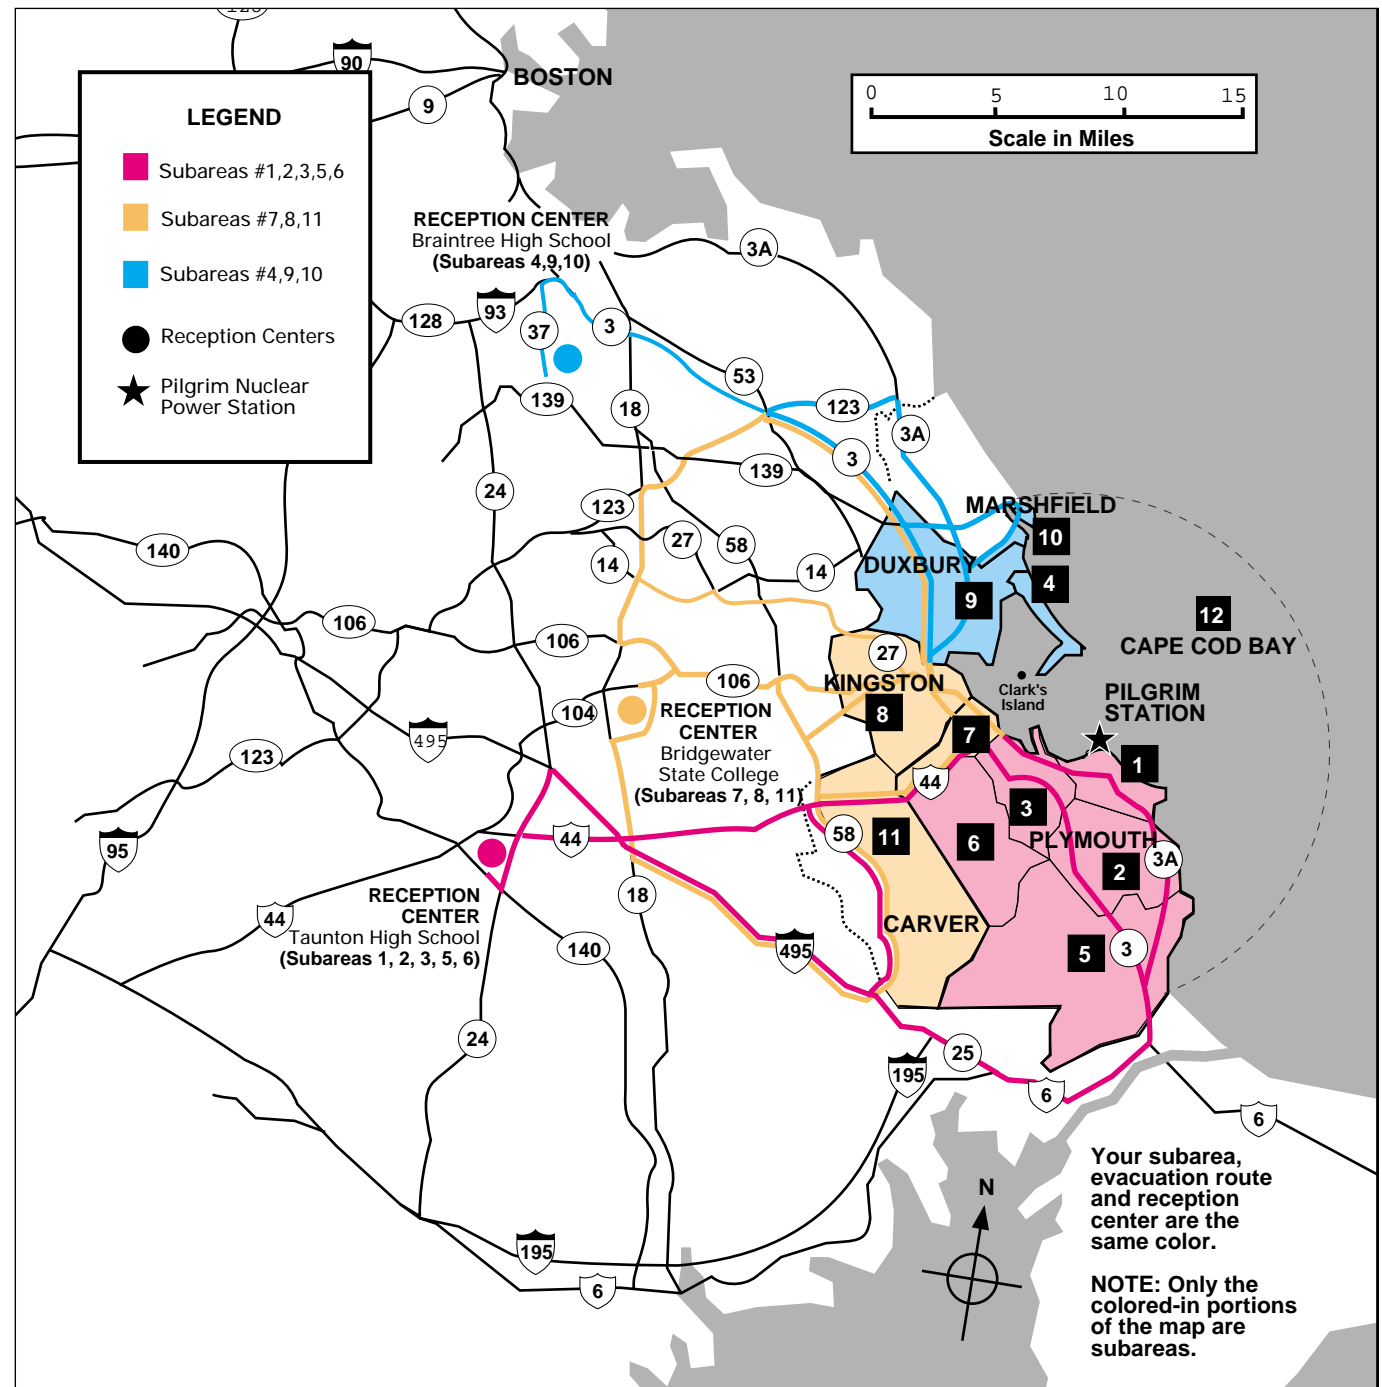 90
BOSTON
9
0 5 10 15
Scale in Miles
LEGEND
Subareas #1,2,3,5,6
Subareas #7,8,11
Subareas #4,9,10
Reception Centers
Pilgrim Nuclear
Power Station
RECEPTION CENTER
Braintree High School
(Subareas 4,9,10)
3A
93
128
37
3
53
139
18
123
3A
3
139
24
123
MARSHFIELD
10
140
27
58
14
14
DUXBURY
4
9
12
CAPE COD BAY
106
106
27
KINGSTON
8
Clark's
Island
PILGRIM
STATION
106
104
RECEPTION
CENTER
Bridgewater
State College
(Subareas 7, 8, 11)
7
495
123
1
44
3
95
44
58
11
6
PLYMOUTH
3A
2
18
RECEPTION
CENTER
Taunton High School
(Subareas 1, 2, 3, 5, 6)
44
CARVER
140
495
5
3
24
25
195
6
6
Your subarea,
evacuation route
and reception
center are the
same color.
N
195
6
NOTE: Only the
colored-in portions
of the map are
subareas.